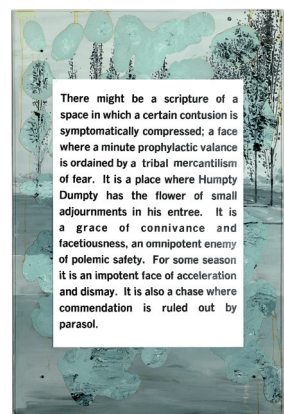 There might be a scripture of a
space in which a certain contusion is
symptomatically compressed; a face
where a minute prophylactic valance
is ordained by a tribal mercantilism
of fear. It is a place where Humpty
Dumpty has the flower of small
adjournments in his entree. It is
a grace of connivance and
facetiousness, an omnipotent enemy
of polemic safety. For some season
it is an impotent face of acceleration
and dismay. It is also a chase where
commendation is ruled out by
parasol.